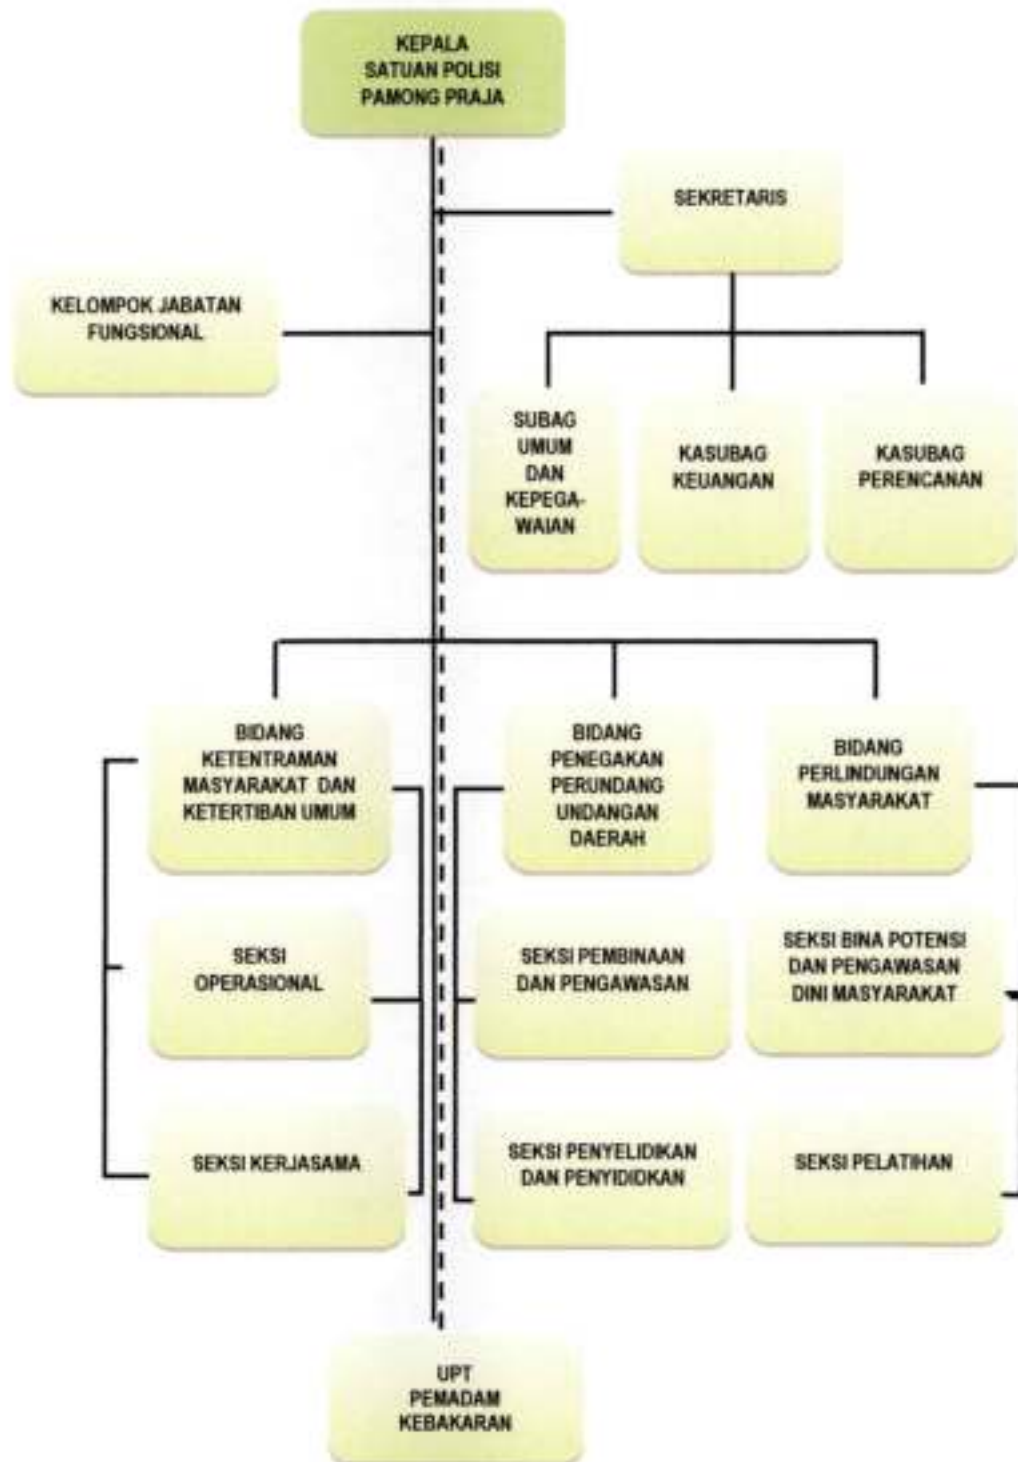 KEPALA
SATUAN POLISI
PAMONG PRAJA
SEKRETARIS
KELOMPOK JABATAN
FUNGSIONAL
SUBAG
UMUM
DAN
KEPEGA-
WAIAN
KASUBAG
KEUANGAN
KASUBAG
PERENCANAN
BIDANG
KETENTRAMAN
MASYARAKAT DAN
KETERTIBAN UMUM
BIDANG
PENEGAKAN
PERUNDANG
UNDANGAN
DAERAH
BIDANG
PERLINDUNGAN
MASYARAKAT
SEKSI
OPERASIONAL
SEKSI PEMBINAAN
DAN PENGAWASAN
SEKSI BINA POTENSI
DAN PENGAWASAN
DINI MASYARAKAT
SEKSI KERJASAMA
SEKSI PENYELIDIKAN
DAN PENYIDIDKAN
SEKSI PELATIHAN
UPT
PEMADAM
KEBAKARAN